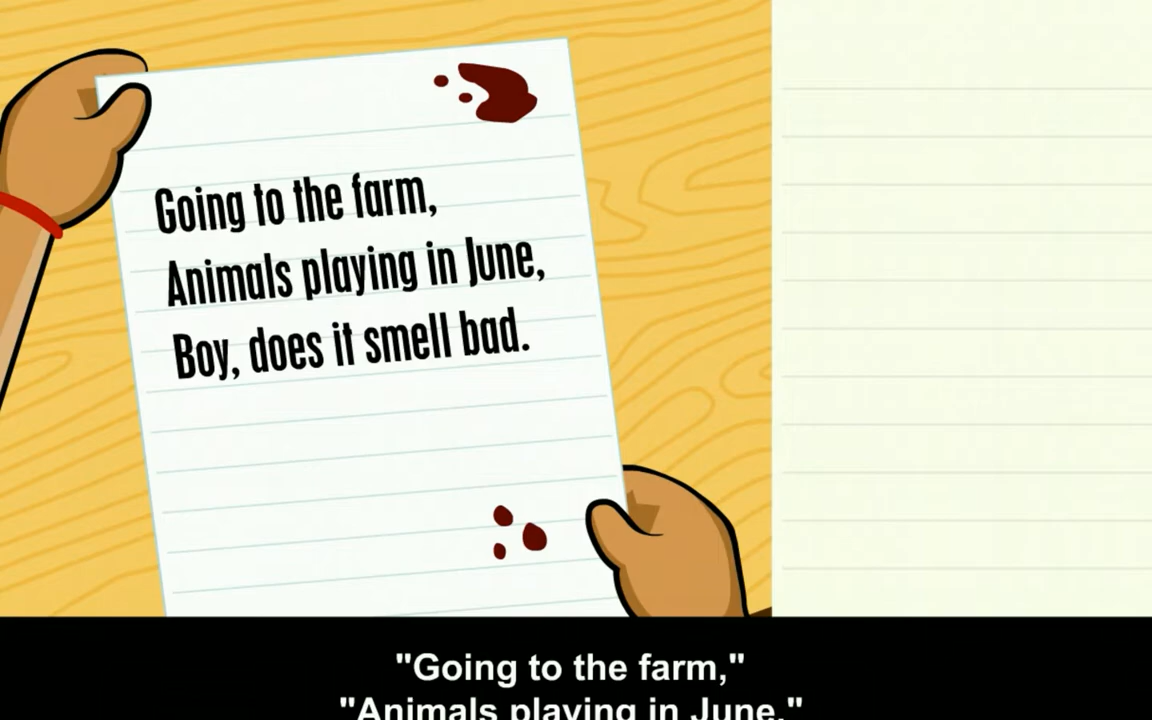 Going to the farm,
Animals playing in June,
Boy, does it smell bad.
"Going to the farm,"
"Animals playing in June,"